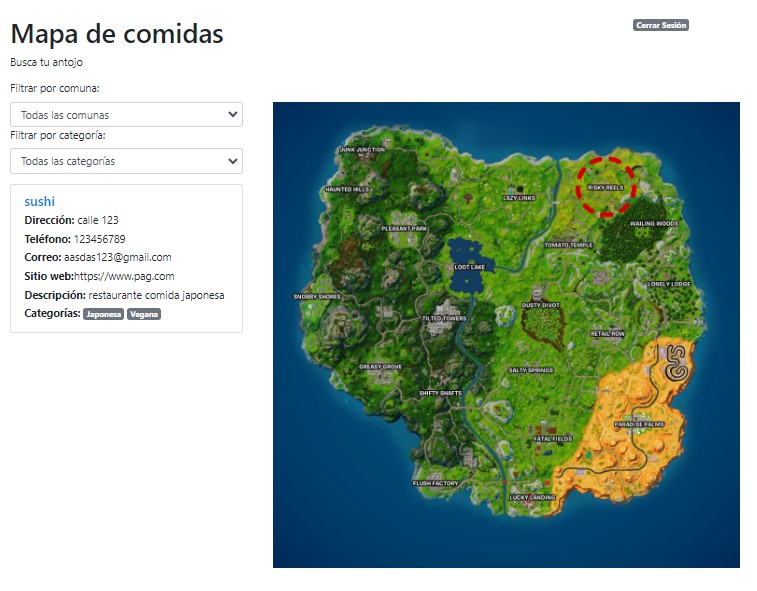 Mapa de comidas
Cerrar Sesión
Busca tu antojo
Filtrar por comuna:
Todas las comunas
Filtrar por categoría:
Todas las categorías
sushi
Dirección: calle 123
Teléfono: 123456789
Correo: aasdas123@gmail.com
Sitio web:https://www.pag.com
Descripción: restaurante comida japonesa
Categorías: Japonesa Vegana
JUNK JUNCTION
HAUNTED HILLS
RISKY REELS
LAZY LINKS
PLEASANT PARK
WAILING WOODS
TOMATO TEMPLE
LOOT LAKE
LONELY LODGE
SNOBBY SHORES
DUSTY DIVOT
TILTED TOWERS
RETAIL ROW
GREASY GROVE
SALTY SPRINGS
SHIFTY SHAFTS
PARADISE PALMS
FATAL FIELDS
FLUSH FACTORY
LUCKY LANDING